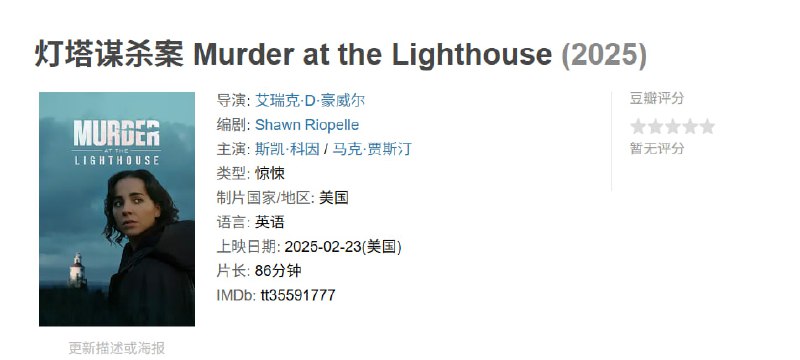 灯塔谋杀案 Murder at the Lighthouse (2025)
MURDER
AT THE
LIGHTHOUSE
导演: 艾瑞克·D·豪威尔
编剧: Shawn Riopelle
主演: 斯凯·科因 / 马克·贾斯汀
类型: 惊悚
制片国家/地区: 美国
语言: 英语
上映日期: 2025-02-23(美国)
片长: 86分钟
IMDb: tt35591777
豆瓣评分
暂无评分
更新描述或海报